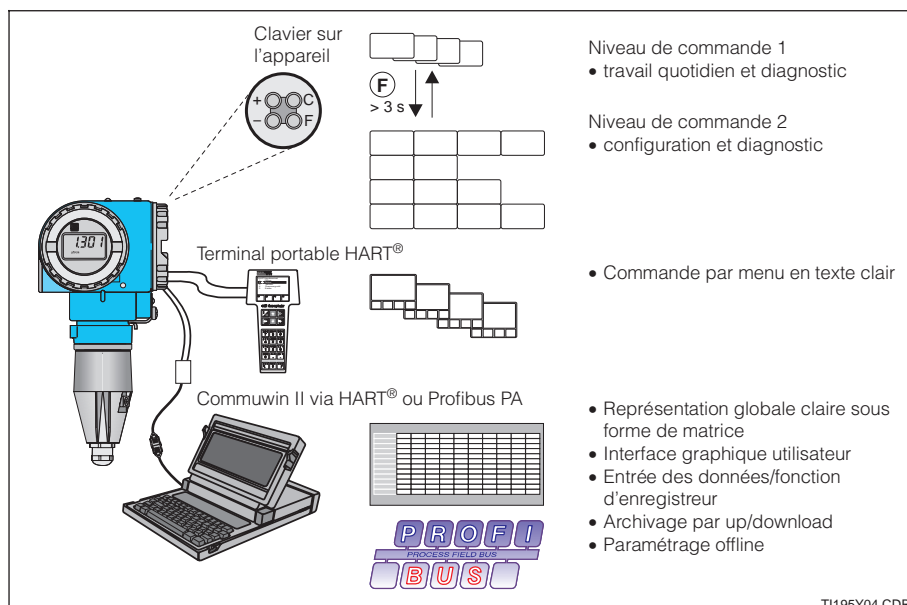 Clavier sur
l'appareil
+ C
− F
F
> 3 s
Niveau de commande 1
• travail quotidien et diagnostic
Niveau de commande 2
• configuration et diagnostic
1.301
Terminal portable HART®
• Commande par menu en texte clair
Commuwin II via HART® ou Profibus PA
• Représentation globale claire sous
forme de matrice
• Interface graphique utilisateur
• Entrée des données/fonction
d'enregistreur
• Archivage par up/download
• Paramétrage offline
PROFI
PROCESS FIELD BUS
BUS